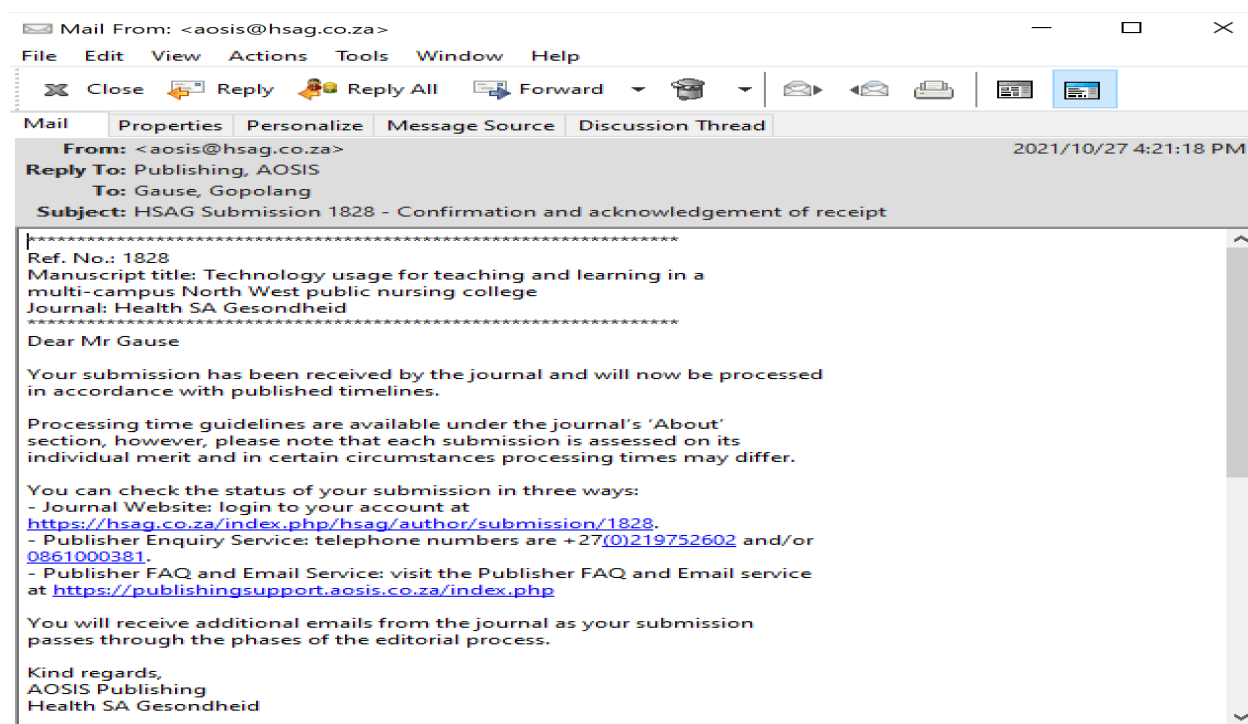 Mail From: <aosis@hsag.co.za>
File Edit View Actions Tools Window Help
Close Reply Reply All Forward
Mail Properties Personalize Message Source Discussion Thread
From: <aosis@hsag.co.za> 2021/10/27 4:21:18 PM
Reply To: Publishing, AOSIS
To: Gause, Gopolang
Subject: HSAG Submission 1828 - Confirmation and acknowledgement of receipt
******************************************************************
Ref. No.: 1828
Manuscript title: Technology usage for teaching and learning in a
multi-campus North West public nursing college
Journal: Health SA Gesondheid
******************************************************************
Dear Mr Gause
Your submission has been received by the journal and will now be processed
in accordance with published timelines.
Processing time guidelines are available under the journal's ‘About’
section, however, please note that each submission is assessed on its
individual merit and in certain circumstances processing times may differ.
You can check the status of your submission in three ways:
- Journal Website: login to your account at
https://hsag.co.za/index.php/hsag/author/submission/1828.
- Publisher Enquiry Service: telephone numbers are +27(0)219752602 and/or
0861000381.
- Publisher FAQ and Email Service: visit the Publisher FAQ and Email service
at https://publishingsupport.aosis.co.za/index.php
You will receive additional emails from the journal as your submission
passes through the phases of the editorial process.
Kind regards,
AOSIS Publishing
Health SA Gesondheid